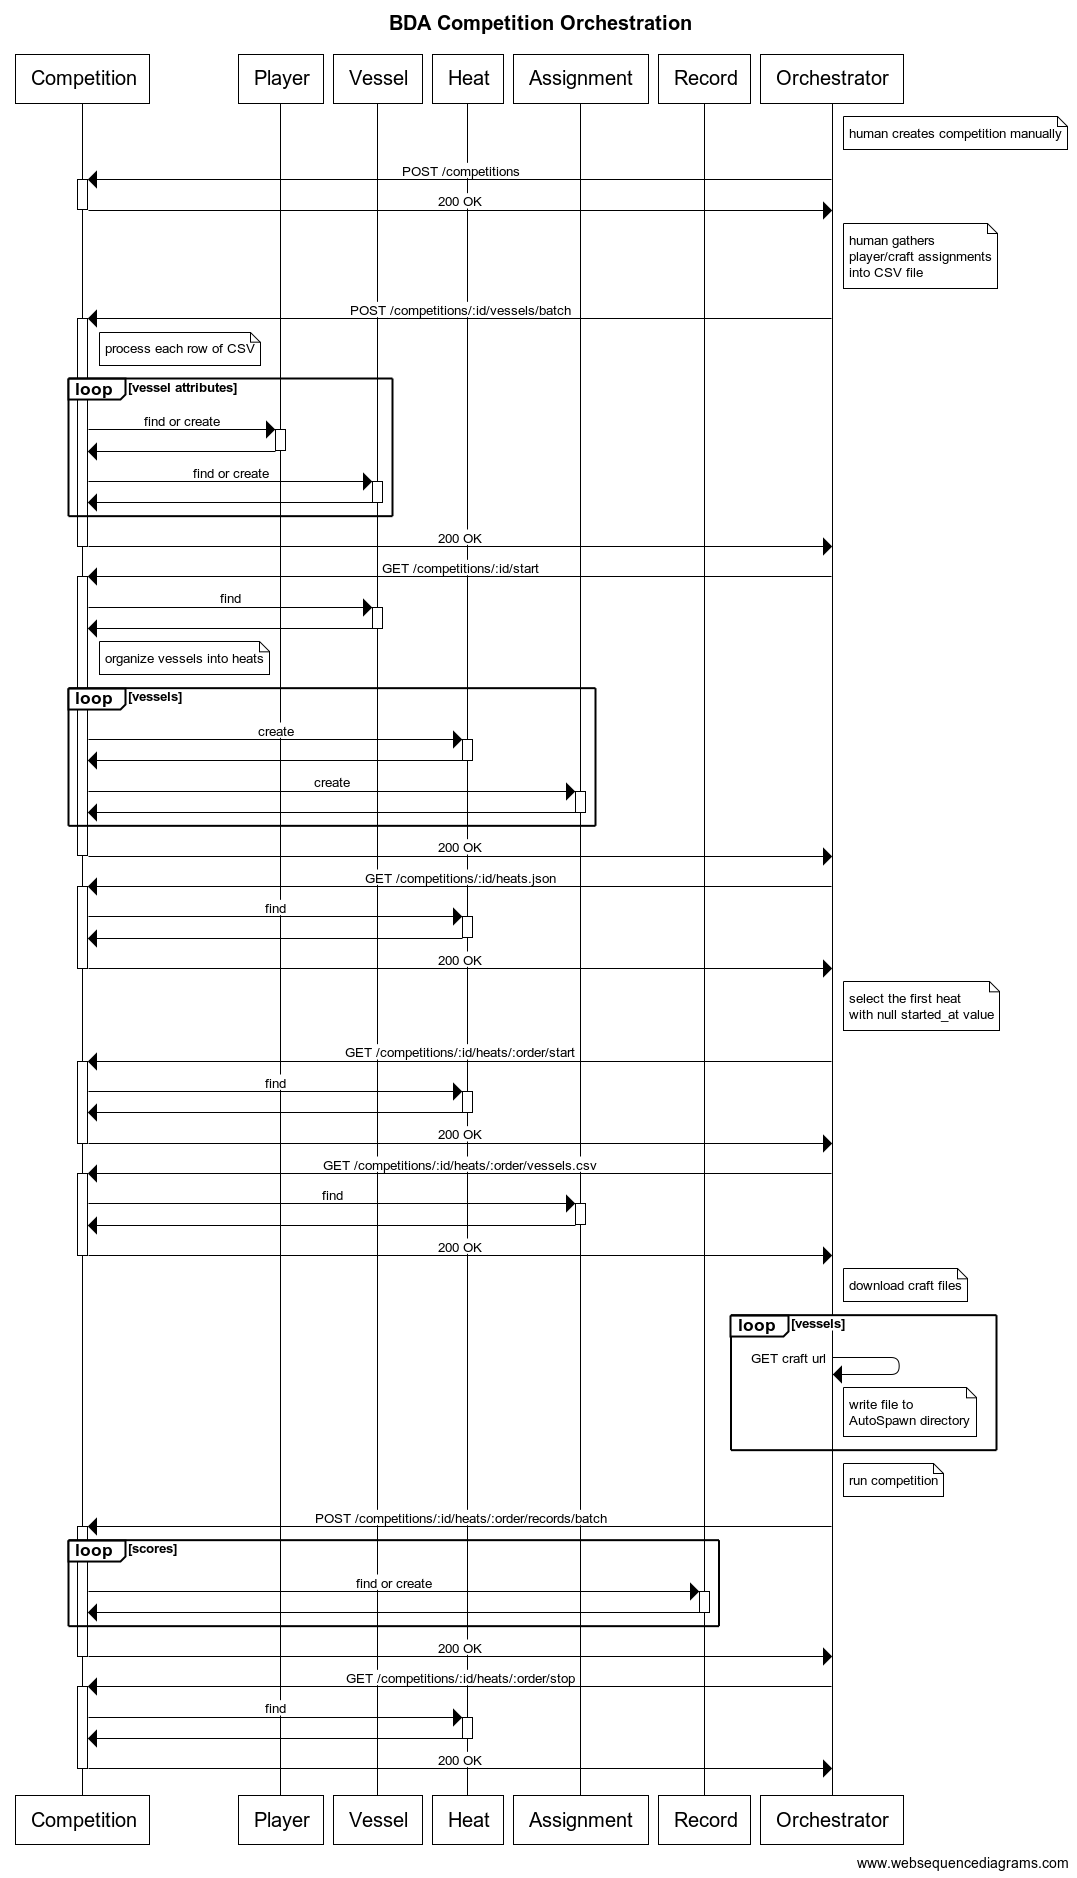 BDA Competition Orchestration
Competition
Player
Vessel
Heat
Assignment
Record
Orchestrator
human creates competition manually
POST /competitions
200 OK
human gathers
player/craft assignments
into CSV file
POST /competitions/:id/vessels/batch
process each row of CSV
loop [vessel attributes]
find or create
find or create
200 OK
GET /competitions/:id/start
find
organize vessels into heats
loop [vessels]
create
create
200 OK
GET /competitions/:id/heats.json
find
200 OK
select the first heat
with null started_at value
GET /competitions/:id/heats/:order/start
find
200 OK
GET /competitions/:id/heats/:order/vessels.csv
find
200 OK
download craft files
loop [vessels]
GET craft url
write file to
AutoSpawn directory
run competition
POST /competitions/:id/heats/:order/records/batch
loop [scores]
find or create
200 OK
GET /competitions/:id/heats/:order/stop
find
200 OK
Competition
Player
Vessel
Heat
Assignment
Record
Orchestrator
www.websequencediagrams.com